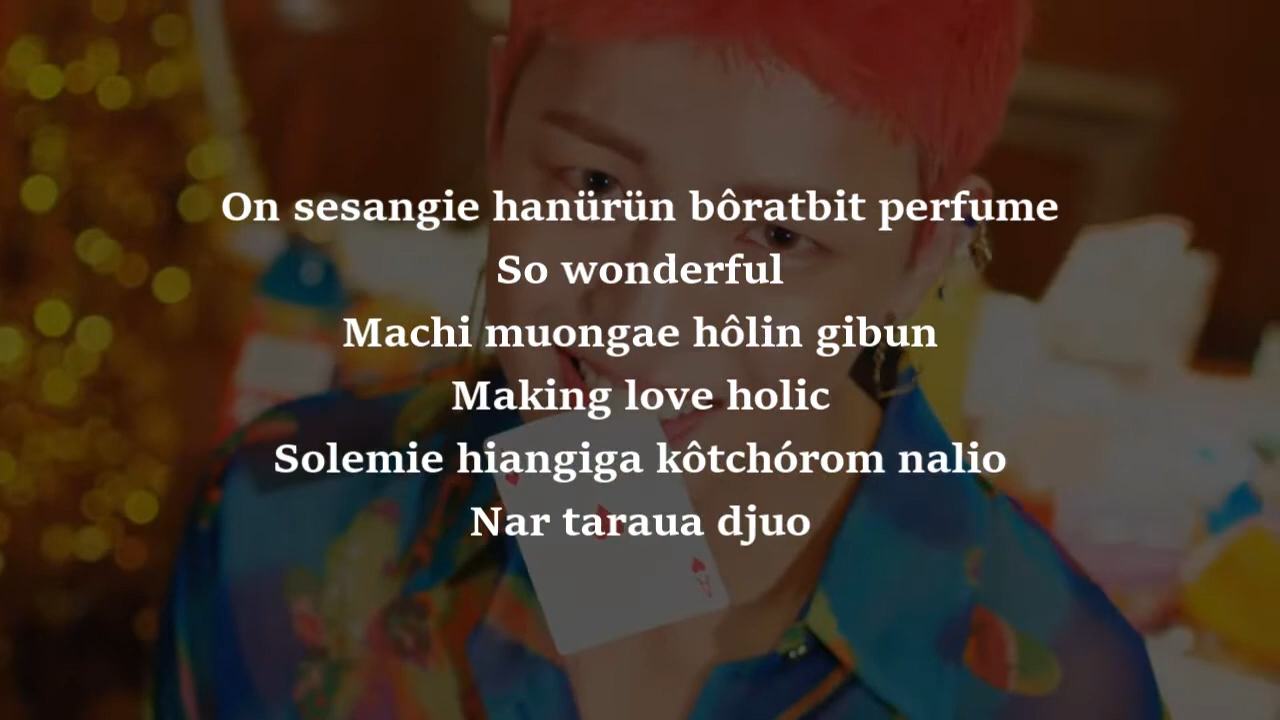 On sesangie hanürün bôratbit perfume
So wonderful
Machi muongae hôlin gibun
Making love holic
Solemie hiangiga kôtchórom nalio
Nar taraua djuo
A